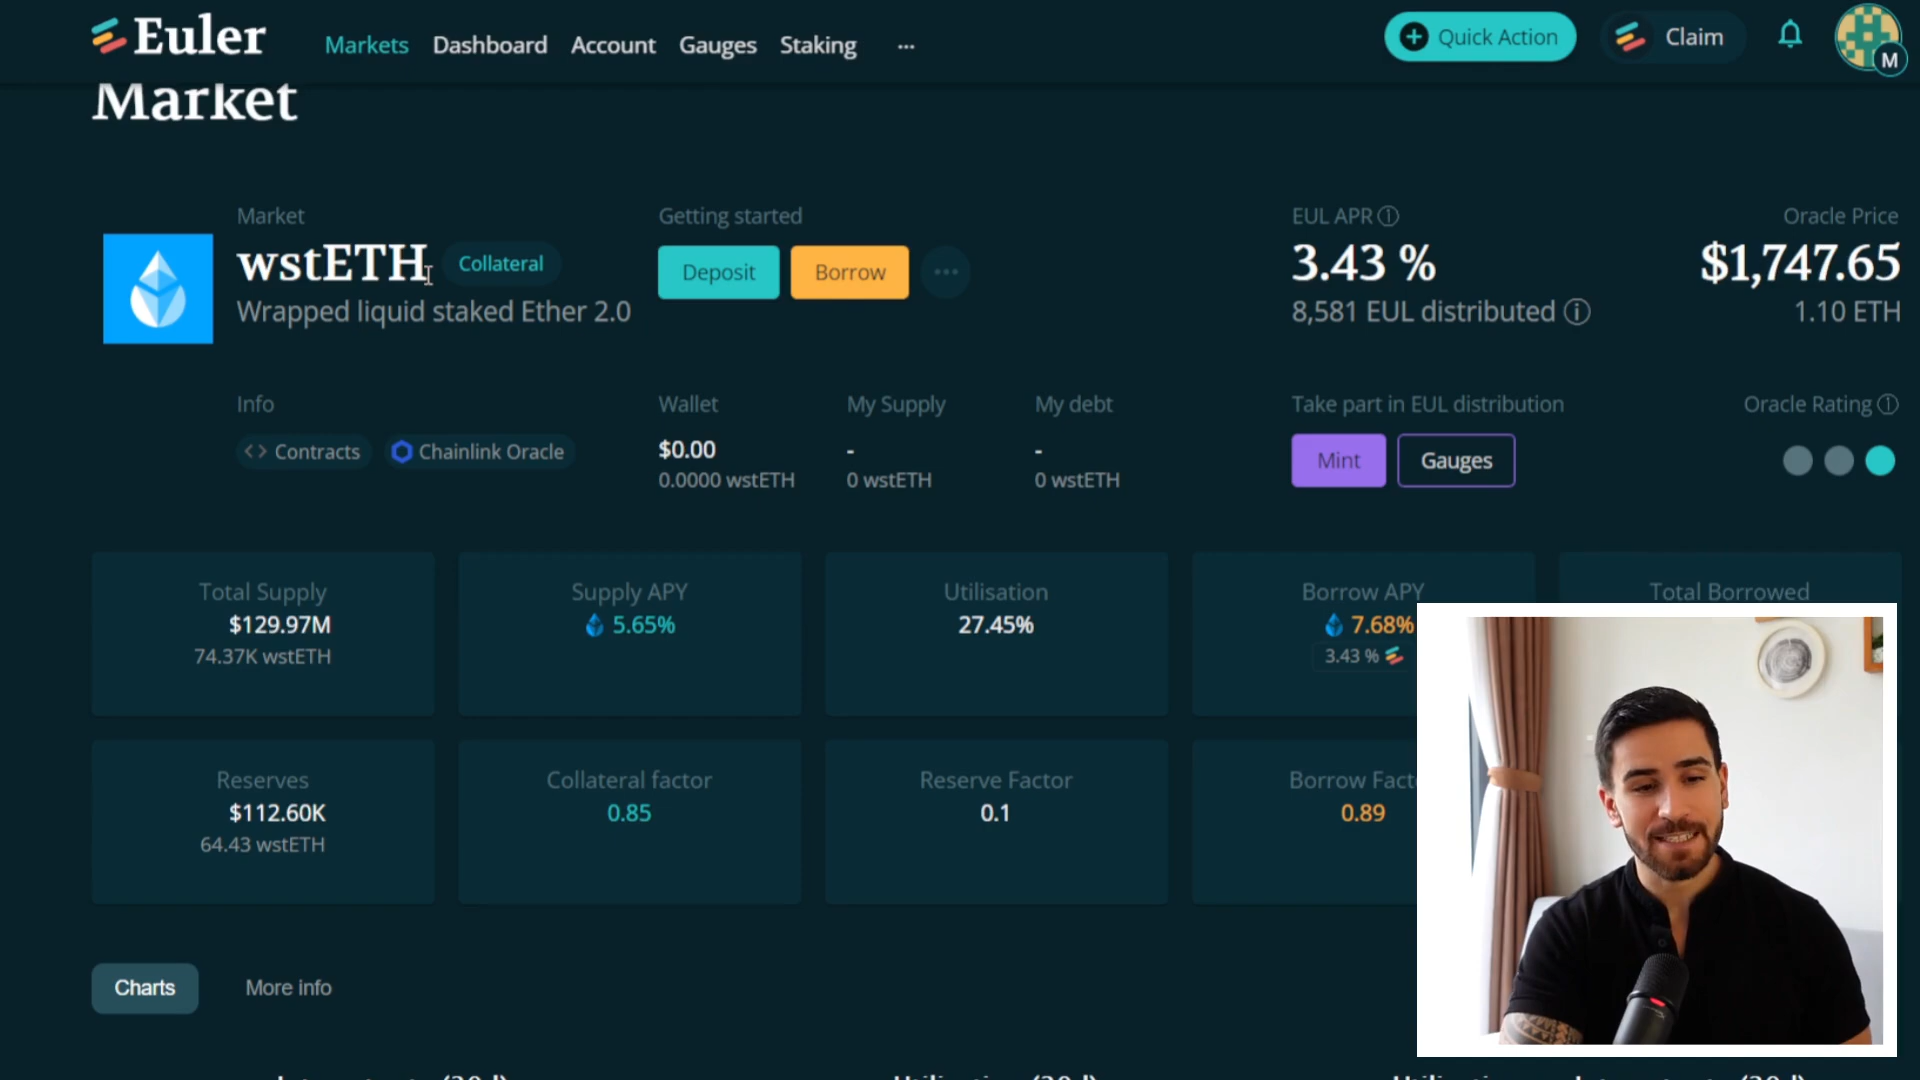 Euler
Markets Dashboard Account Gauges Staking ...
Quick Action
Claim
M
Market
Market
wstETH
Collateral
Wrapped liquid staked Ether 2.0
Getting started
Deposit Borrow
EUL APR
3.43 %
8,581 EUL distributed
Oracle Price
$1,747.65
1.10 ETH
Info
Contracts Chainlink Oracle
Wallet
$0.00
0.0000 wstETH
My Supply
-
0 wstETH
My debt
-
0 wstETH
Take part in EUL distribution
Mint Gauges
Oracle Rating
Total Supply
$129.97M
74.37K wstETH
Supply APY
5.65%
Utilisation
27.45%
Borrow APY
7.68%
3.43 %
Total Borrowed
Reserves
$112.60K
64.43 wstETH
Collateral factor
0.85
Reserve Factor
0.1
Borrow Fact
0.89
Charts
More info